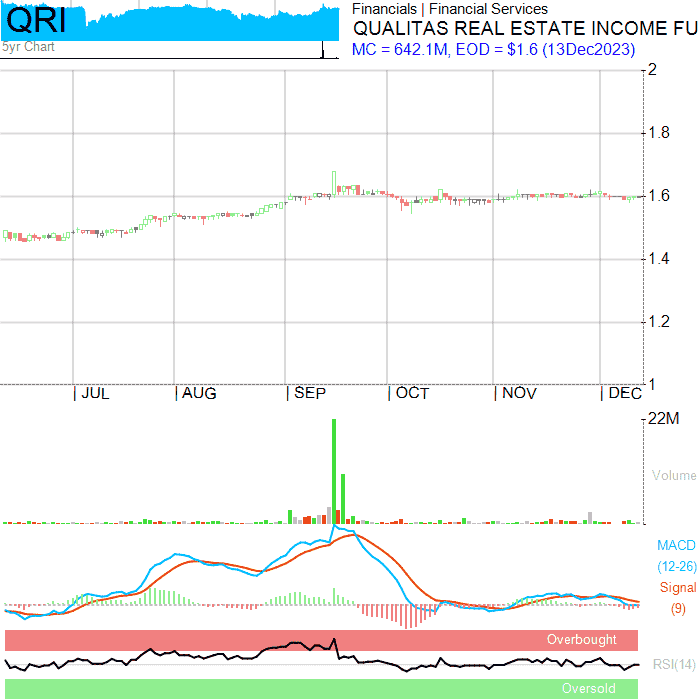 QRI
5yr Chart
Financials | Financial Services
QUALITAS REAL ESTATE INCOME FU
MC = 642.1M, EOD = $1.6 (13Dec2023)
2
1.8
1.6
1.4
1.2
1
| JUL | AUG | SEP | OCT | NOV | DEC
22M
Volume
MACD
(12-26)
Signal
(9)
Overbought
RSI(14)
Oversold